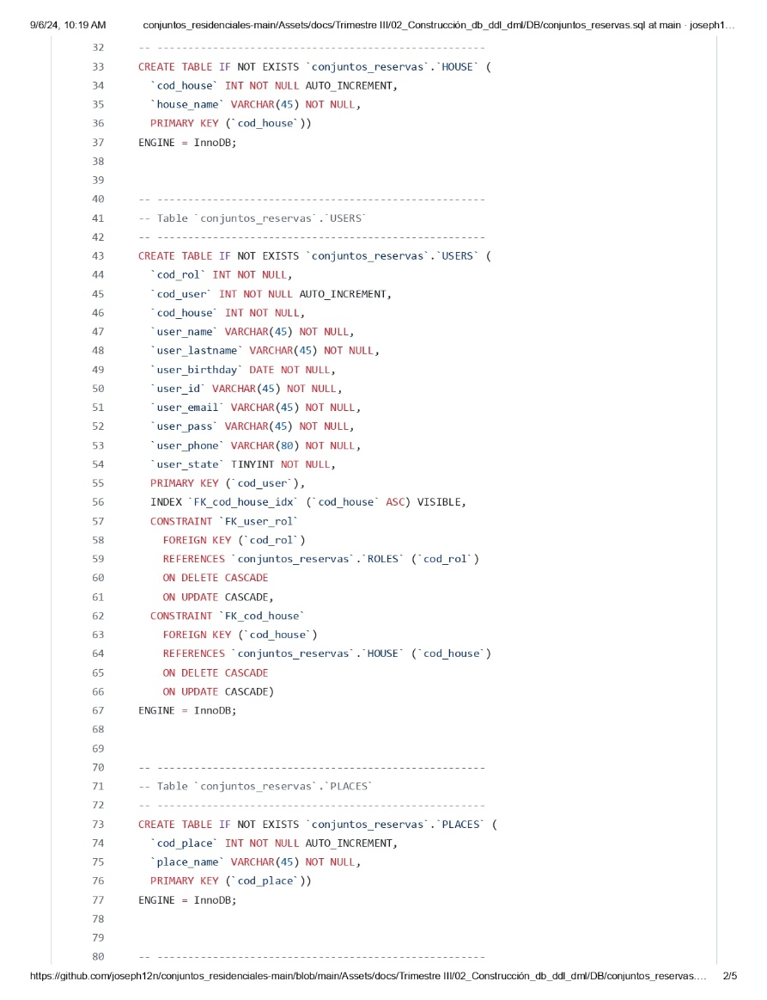 9/6/24, 10:19 AM conjuntos_residenciales-main/Assets/docs/Trimestre III/02_Construcción_db_ddl_dml/DB/conjuntos_reservas.sql at main · joseph1…
32 -- -----------------------------------------------------
33 CREATE TABLE IF NOT EXISTS `conjuntos_reservas`.`HOUSE` (
34 `cod_house` INT NOT NULL AUTO_INCREMENT,
35 `house_name` VARCHAR(45) NOT NULL,
36 PRIMARY KEY (`cod_house`))
37 ENGINE = InnoDB;
38
39
40 -- -----------------------------------------------------
41 -- Table `conjuntos_reservas`.`USERS`
42 -- -----------------------------------------------------
43 CREATE TABLE IF NOT EXISTS `conjuntos_reservas`.`USERS` (
44 `cod_rol` INT NOT NULL,
45 `cod_user` INT NOT NULL AUTO_INCREMENT,
46 `cod_house` INT NOT NULL,
47 `user_name` VARCHAR(45) NOT NULL,
48 `user_lastname` VARCHAR(45) NOT NULL,
49 `user_birthday` DATE NOT NULL,
50 `user_id` VARCHAR(45) NOT NULL,
51 `user_email` VARCHAR(45) NOT NULL,
52 `user_pass` VARCHAR(45) NOT NULL,
53 `user_phone` VARCHAR(80) NOT NULL,
54 `user_state` TINYINT NOT NULL,
55 PRIMARY KEY (`cod_user`),
56 INDEX `FK_cod_house_idx` (`cod_house` ASC) VISIBLE,
57 CONSTRAINT `FK_user_rol`
58 FOREIGN KEY (`cod_rol`)
59 REFERENCES `conjuntos_reservas`.`ROLES` (`cod_rol`)
60 ON DELETE CASCADE
61 ON UPDATE CASCADE,
62 CONSTRAINT `FK_cod_house`
63 FOREIGN KEY (`cod_house`)
64 REFERENCES `conjuntos_reservas`.`HOUSE` (`cod_house`)
65 ON DELETE CASCADE
66 ON UPDATE CASCADE)
67 ENGINE = InnoDB;
68
69
70 -- -----------------------------------------------------
71 -- Table `conjuntos_reservas`.`PLACES`
72 -- -----------------------------------------------------
73 CREATE TABLE IF NOT EXISTS `conjuntos_reservas`.`PLACES` (
74 `cod_place` INT NOT NULL AUTO_INCREMENT,
75 `place_name` VARCHAR(45) NOT NULL,
76 PRIMARY KEY (`cod_place`))
77 ENGINE = InnoDB;
78
79
80 -- -----------------------------------------------------
https://github.com/joseph12n/conjuntos_residenciales-main/blob/main/Assets/docs/Trimestre III/02_Construcción_db_ddl_dml/DB/conjuntos_reservas.… 2/5